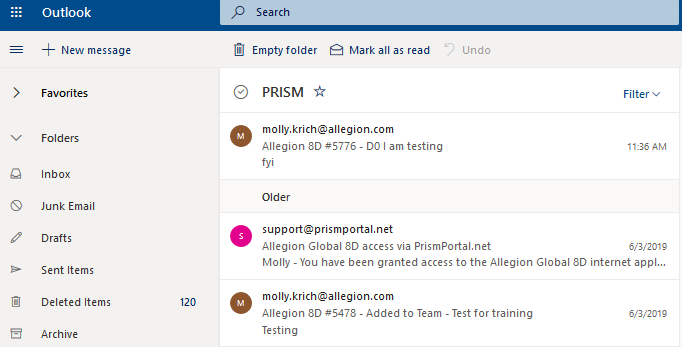 Outlook
Search
New message
Empty folder Mark all as read Undo
Favorites
Folders
Inbox
Junk Email
Drafts
Sent Items
Deleted Items 120
Archive
PRISM Filter
M molly.krich@allegion.com
Allegion 8D #5776 - D0 I am testing 11:36 AM
fyi
Older
S support@prismportal.net
Allegion Global 8D access via PrismPortal.net 6/3/2019
Molly - You have been granted access to the Allegion Global 8D internet appl...
M molly.krich@allegion.com
Allegion 8D #5478 - Added to Team - Test for training 6/3/2019
Testing